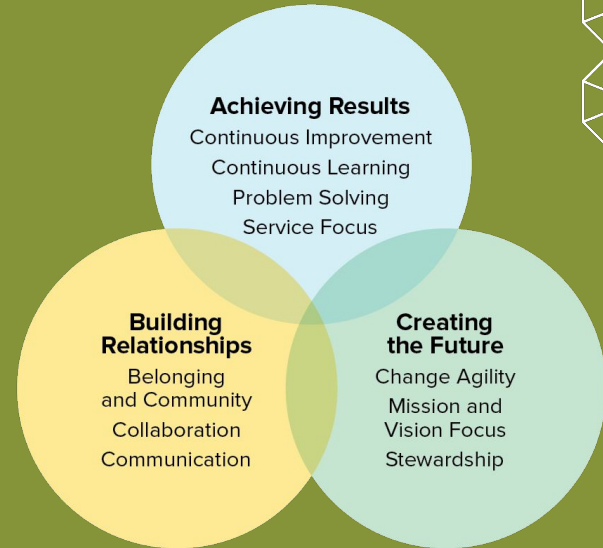 Achieving Results
Continuous Improvement
Continuous Learning
Problem Solving
Service Focus
Building
Relationships
Belonging
and Community
Collaboration
Communication
Creating
the Future
Change Agility
Mission and
Vision Focus
Stewardship